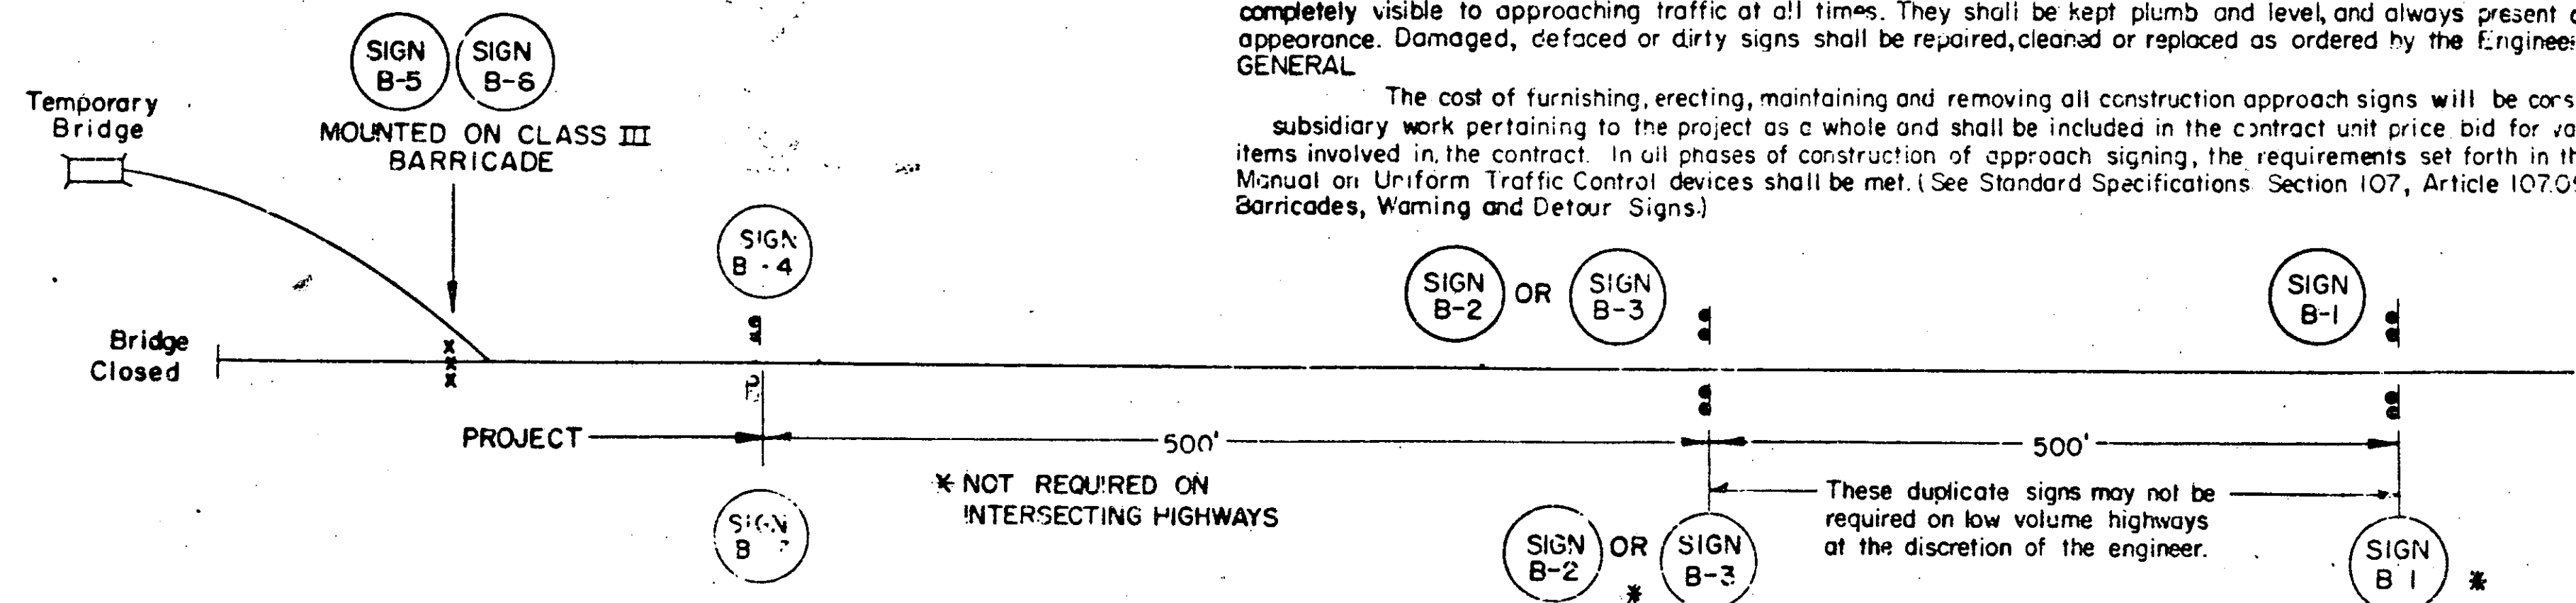 completely visible to approaching traffic at all times. They shall be kept plumb and level, and always present
appearance. Damaged, defaced or dirty signs shall be repaired, cleaned or replaced as ordered by the Engineer
GENERAL
The cost of furnishing, erecting, maintaining and removing all construction approach signs will be cons
subsidiary work pertaining to the project as a whole and shall be included in the contract unit price bid for va
items involved in, the contract. In all phases of construction of approach signing, the requirements set forth in th
Manual on Uniform Traffic Control devices shall be met. (See Standard Specifications Section 107, Article 107.09
Barricades, Warning and Detour Signs.)
SIGN
B-5
SIGN
B-6
MOUNTED ON CLASS III
BARRICADE
Temporary
Bridge
SIGN
B-4
SIGN
B-2
OR
SIGN
B-3
SIGN
B-1
Bridge
Closed
PROJECT
500'
500'
* NOT REQUIRED ON
INTERSECTING HIGHWAYS
These duplicate signs may not be
required on low volume highways
at the discretion of the engineer.
SIGN
B
SIGN
B-2
OR
SIGN
B-3
*
SIGN
B 1
*